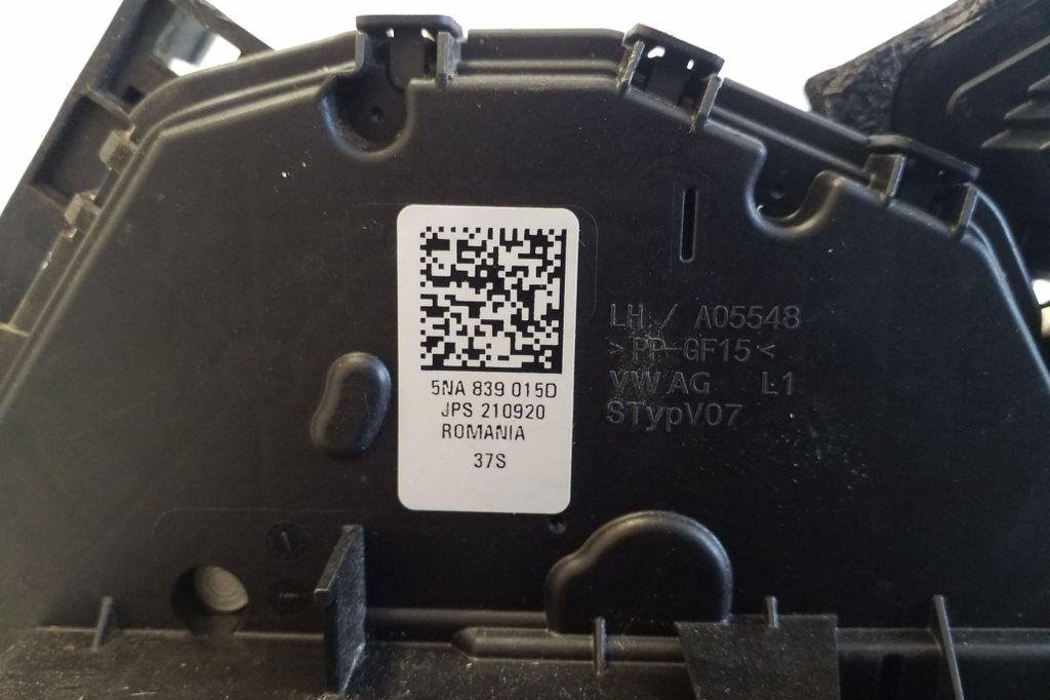 5NA 839 015D
JPS 210920
ROMANIA
37S
LH / A05548
>PP-GF15<
VW AG L1
STypV07